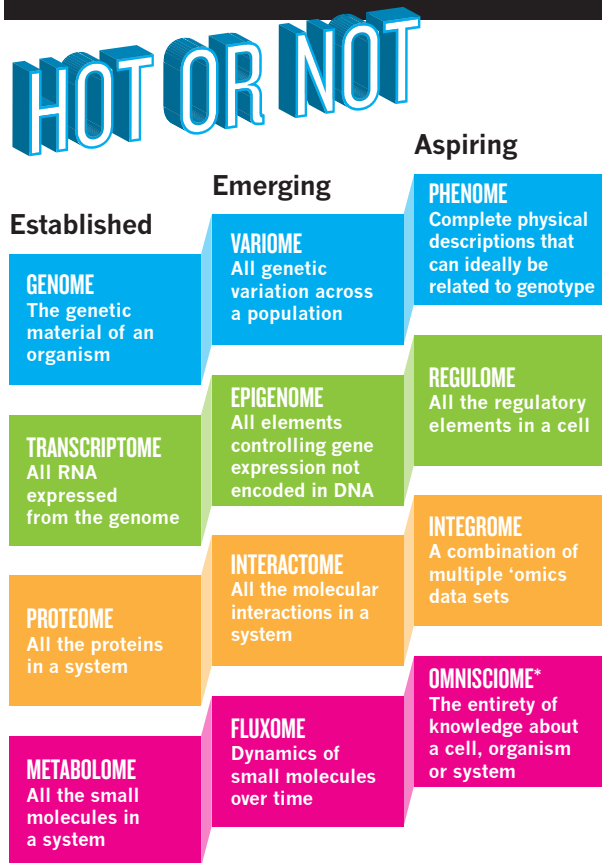 HOT OR NOT
Established
GENOME
The genetic
material of an
organism
TRANSCRIPTOME
All RNA
expressed
from the genome
PROTEOME
All the proteins
in a system
METABOLOME
All the small
molecules in
a system
Emerging
VARIOME
All genetic
variation across
a population
EPIGENOME
All elements
controlling gene
expression not
encoded in DNA
INTERACTOME
All the molecular
interactions in a
system
FLUXOME
Dynamics of
small molecules
over time
Aspiring
PHENOME
Complete physical
descriptions that
can ideally be
related to genotype
REGULOME
All the regulatory
elements in a cell
INTEGROME
A combination of
multiple ‘omics
data sets
OMNISCIOME*
The entirety of
knowledge about
a cell, organism
or system